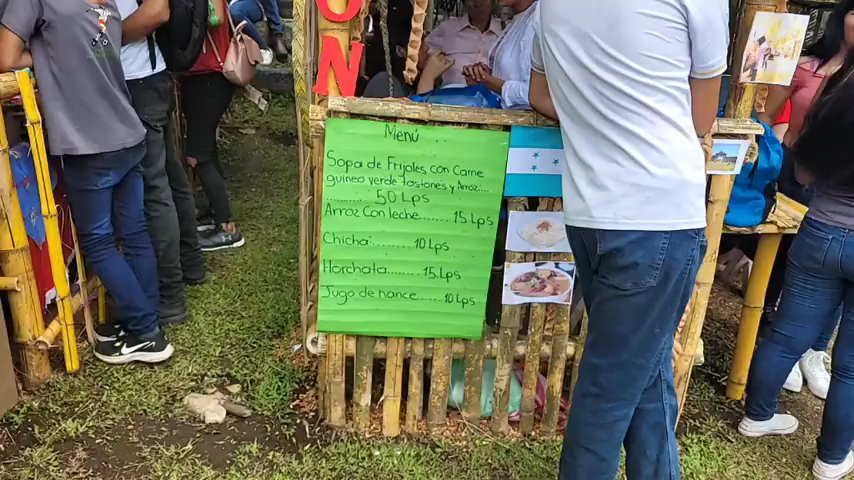 ON
Menú
Sopa de Frijoles con Carne
guineo verde tostones y Arroz...
........ 50 Lps
Arroz Con leche........ 15 Lps
Chicha:..........10 Lps
Horchata........15 Lps
Jugo de nance......10 Lps